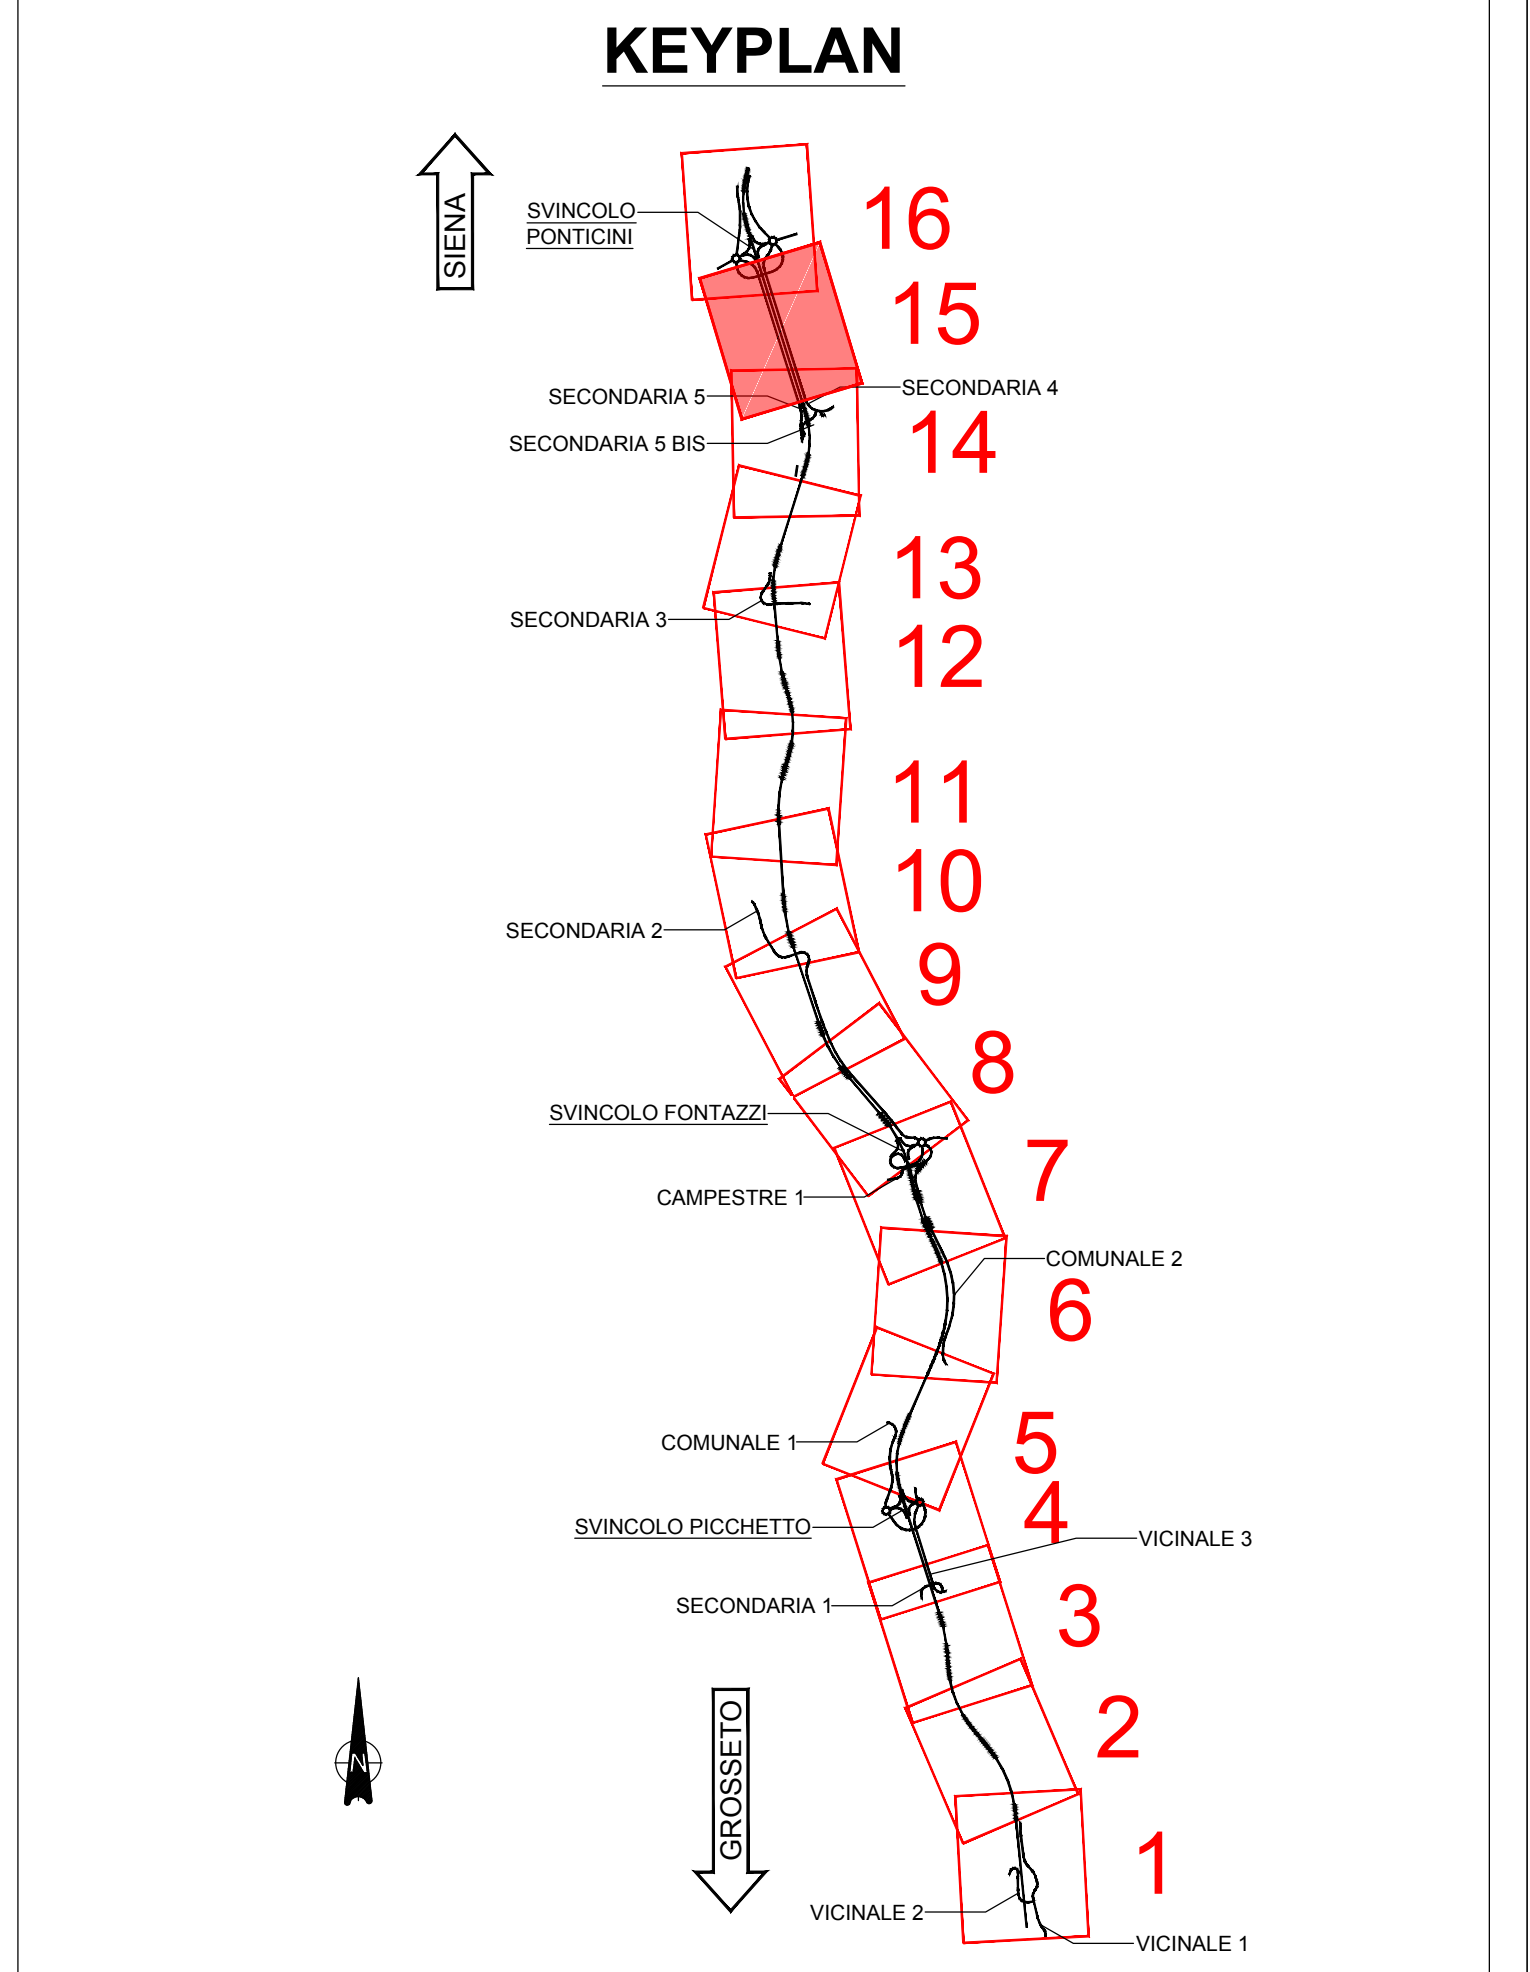 KEYPLAN
SIENA
SVINCOLO
PONTICINI
16
15
SECONDARIA 5
SECONDARIA 4
SECONDARIA 5 BIS
14
13
SECONDARIA 3
12
11
10
SECONDARIA 2
9
8
SVINCOLO FONTAZZI
7
CAMPESTRE 1
COMUNALE 2
6
COMUNALE 1
5
4
SVINCOLO PICCHETTO
VICINALE 3
SECONDARIA 1
3
2
GROSSETO
N
1
VICINALE 2
VICINALE 1